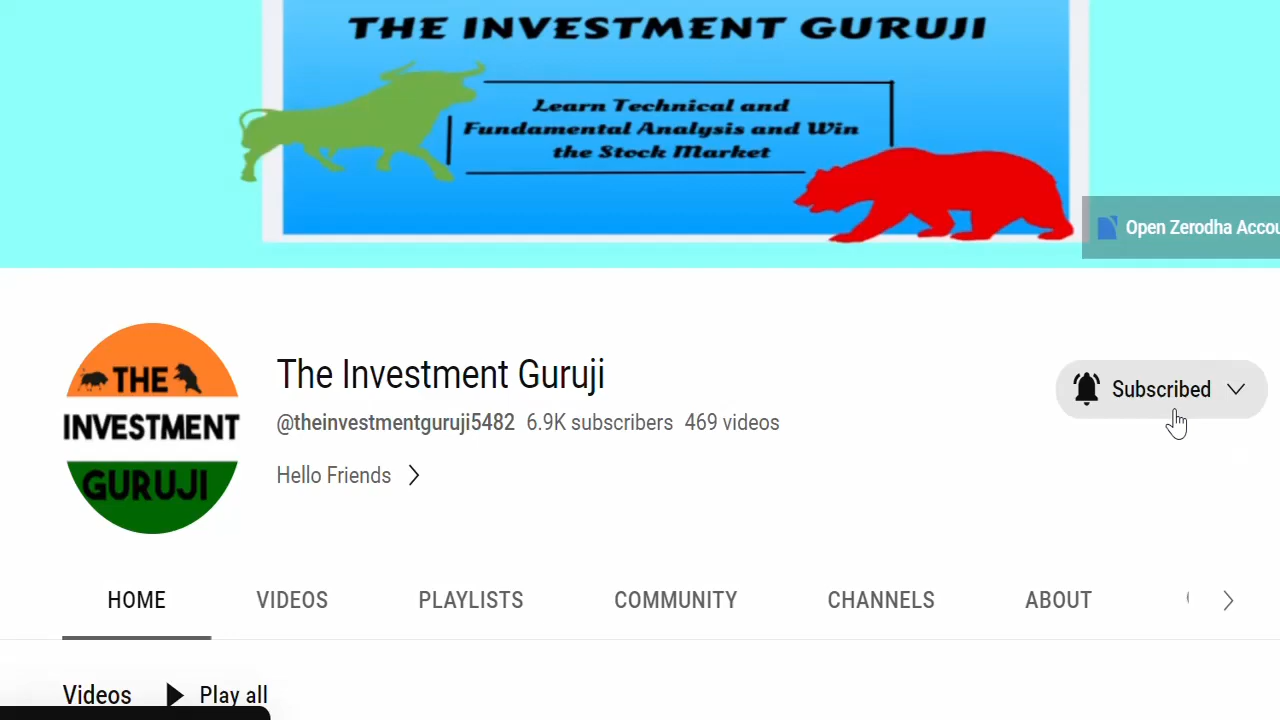 THE INVESTMENT GURUJI
Learn Technical and
Fundamental Analysis and Win
the Stock Market
Open Zerodha
THE
INVESTMENT
GURUJI
The Investment Guruji
@theinvestmentguruji5482 6.9K subscribers 469 videos
Hello Friends
Subscribed
HOME VIDEOS PLAYLISTS COMMUNITY CHANNELS ABOUT
Videos Play all